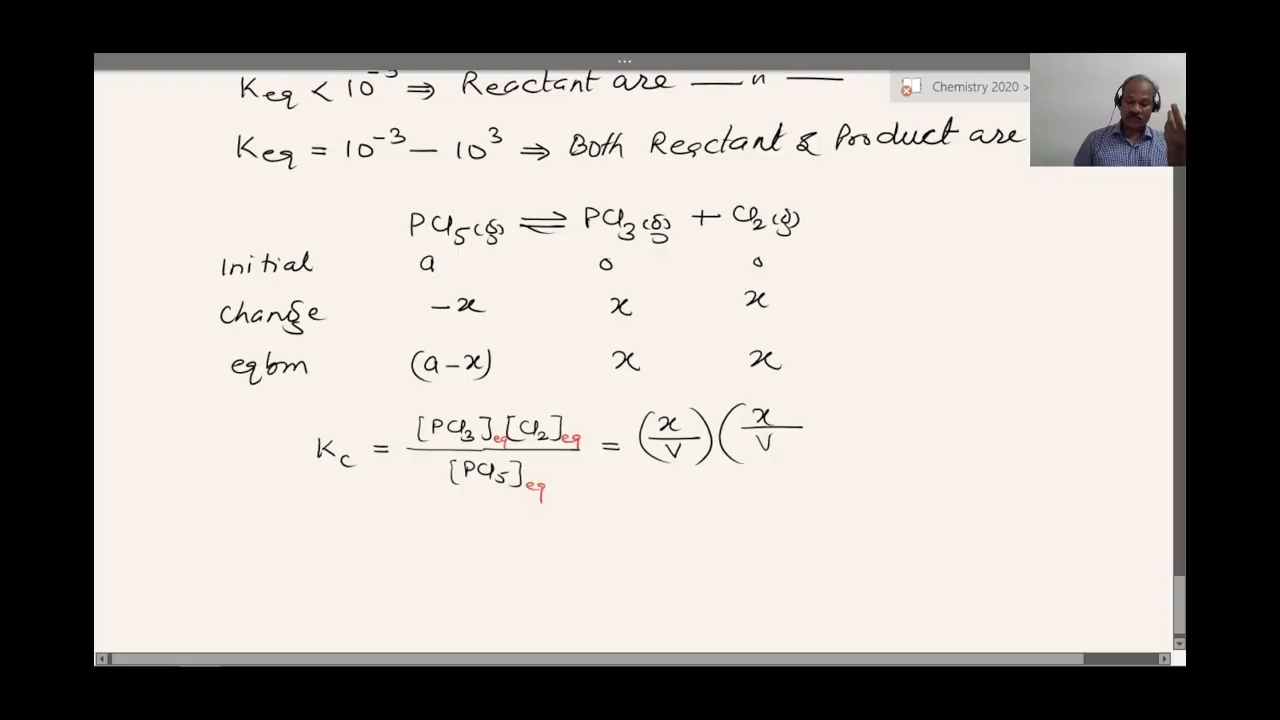 ...
Keq < 10⁻³ ⇒ Reactant are —— " ——
Chemistry 2020 >
Keq = 10⁻³ — 10³ ⇒ Both Reactant & Product are
PCl₅(g) ⇌ PCl₃(g) + Cl₂(g)
Initial a 0 0
change −x x x
eqbm (a−x) x x
Kc = [PCl₃]eq[Cl₂]eq / [PCl₅]eq = (x/V) (x/V